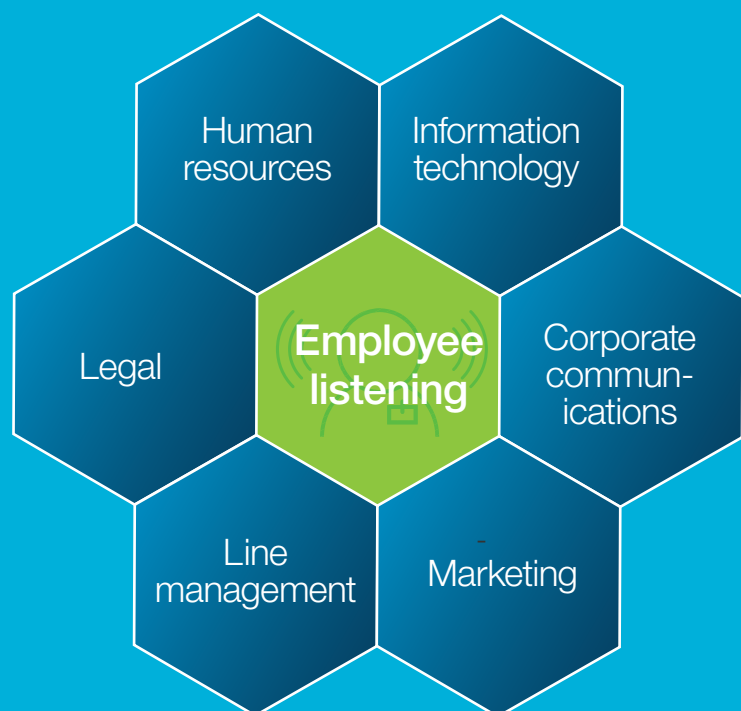 Human
resources
Information
technology
Legal
Employee
listening
Corporate
commun-
ications
Line
management
-
Marketing